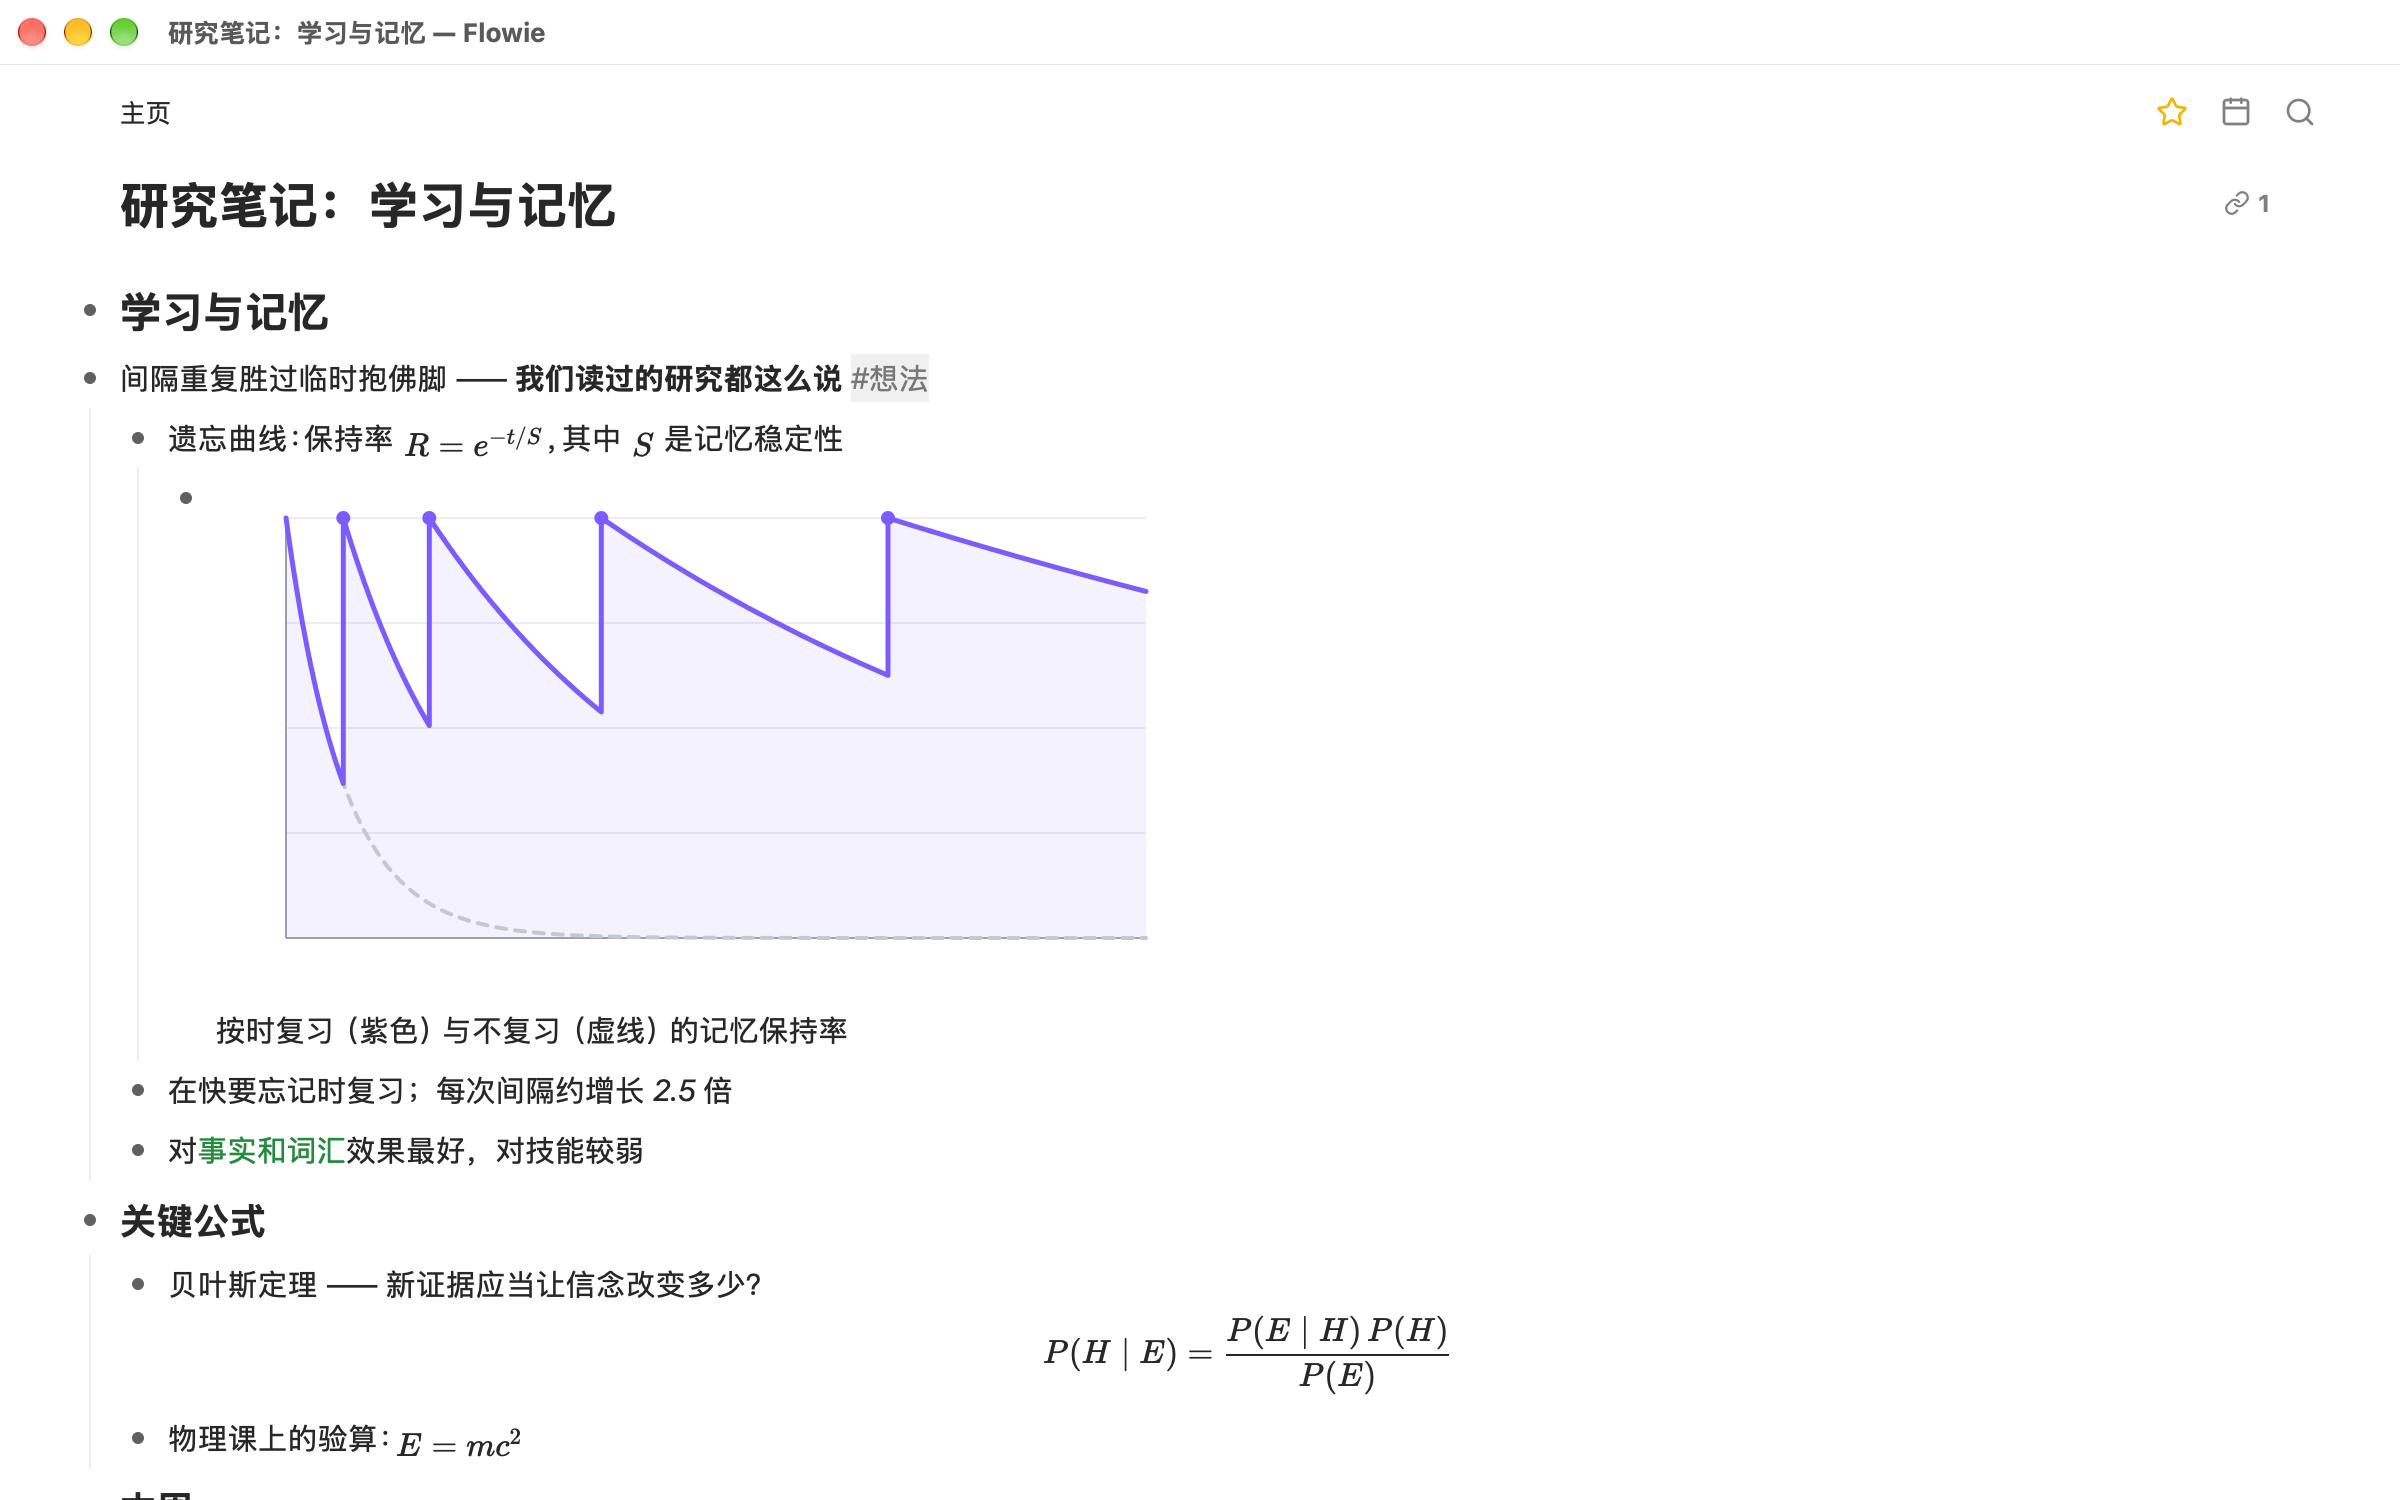 研究笔记：学习与记忆 — Flowie
主页
研究笔记：学习与记忆
1
学习与记忆
间隔重复胜过临时抱佛脚 —— 我们读过的研究都这么说 #想法
遗忘曲线：保持率 R = e^{-t/S}, 其中 S 是记忆稳定性
按时复习（紫色）与不复习（虚线）的记忆保持率
在快要忘记时复习；每次间隔约增长 2.5 倍
对事实和词汇效果最好，对技能较弱
关键公式
贝叶斯定理 —— 新证据应当让信念改变多少？
P(H | E) = P(E | H) P(H) / P(E)
物理课上的验算：E = mc²